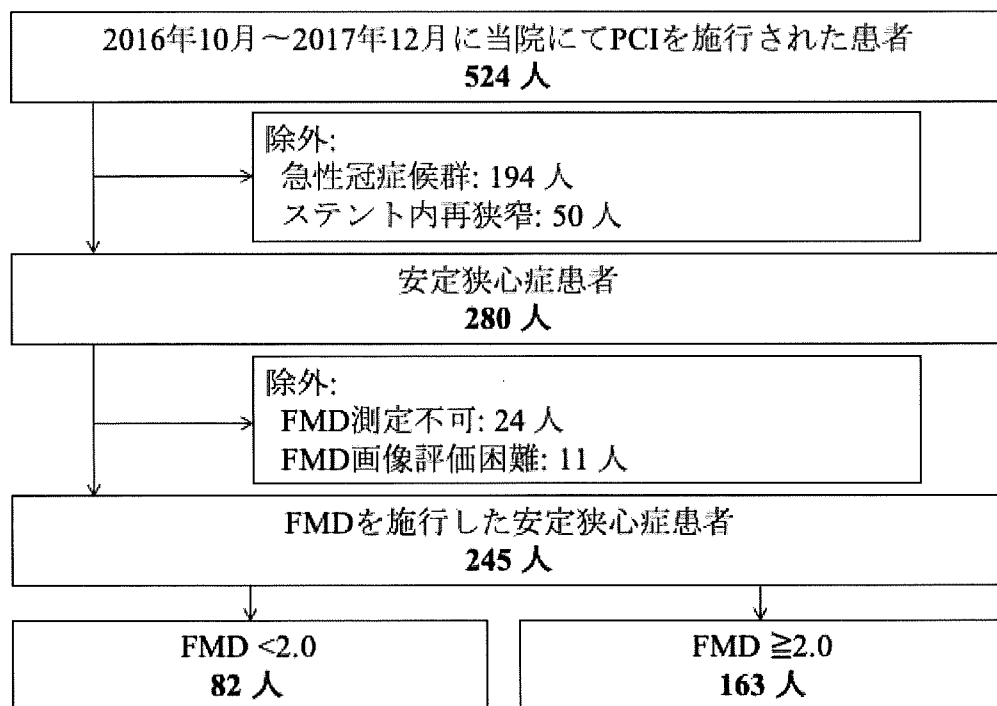 2016年10月～2017年12月に当院にてPCIを施行された患者
524 人
除外:
急性冠症候群: 194 人
ステント内再狭窄: 50 人
安定狭心症患者
280 人
除外:
FMD測定不可: 24 人
FMD画像評価困難: 11 人
FMDを施行した安定狭心症患者
245 人
FMD <2.0
82 人
FMD ≧2.0
163 人